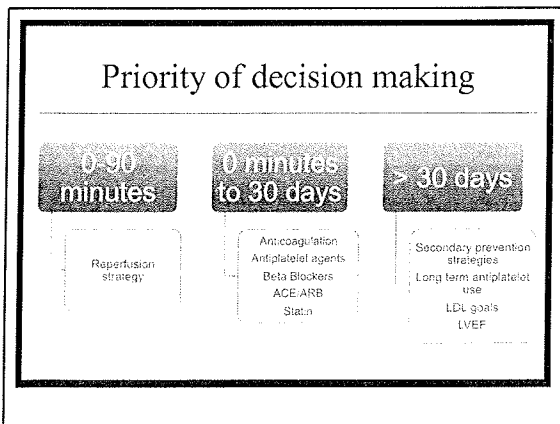 Priority of decision making
0-90
minutes
Reperfusion
strategy
0 minutes
to 30 days
Anticoagulation
Antiplatelet agents
Beta Blockers
ACE/ARB
Statin
> 30 days
Secondary prevention
strategies
Long term antiplatelet
use
LDL goals
LVEF